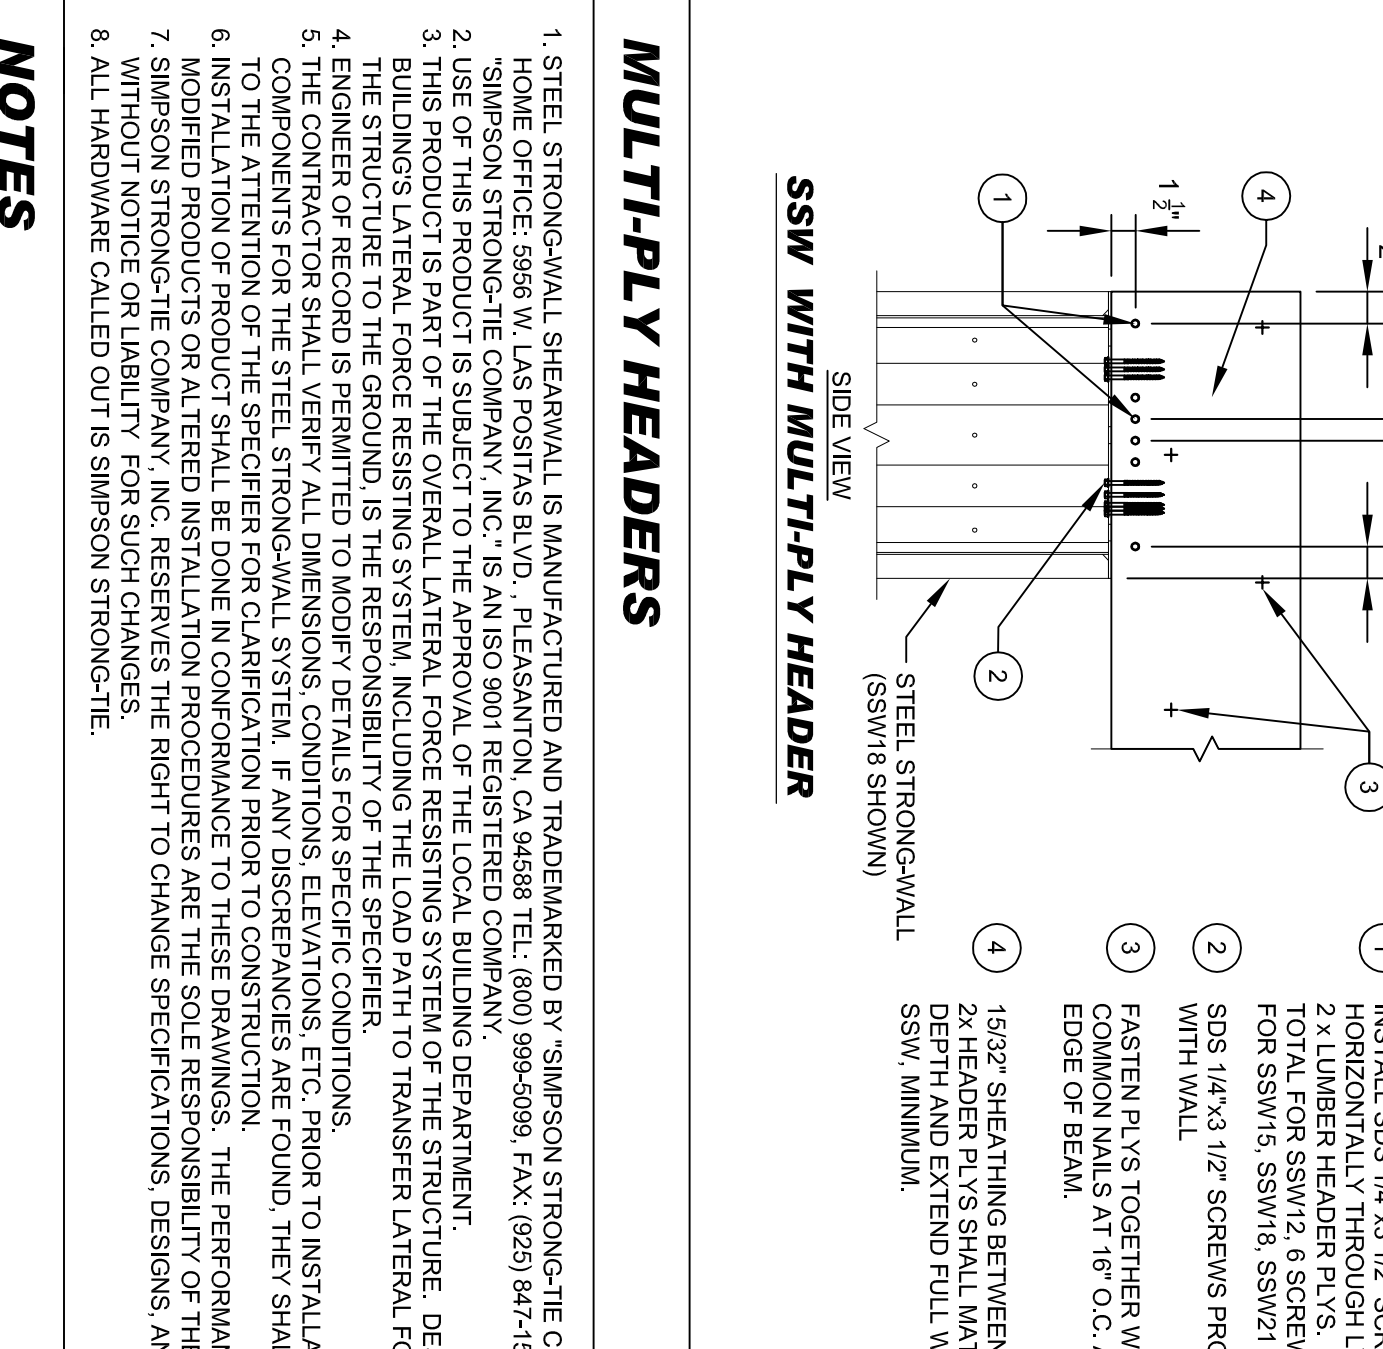 1 1/2"
4
1
2
3
SIDE VIEW
SSW WITH MULTI-PLY HEADER
STEEL STRONG-WALL
(SSW18 SHOWN)
HORIZONTALLY THROUGH
2 x LUMBER HEADER PLYS.
TOTAL FOR SSW12, 6
FOR SSW15, SSW18, SSW21
2
SDS 1/4"x3 1/2" SCREWS
WITH WALL
3
FASTEN PLYS TOGETHER
COMMON NAILS AT 16" O.C.
EDGE OF BEAM.
4
15/32" SHEATHING BETWEEN
2x HEADER PLYS SHALL
DEPTH AND EXTEND FULL
SSW, MINIMUM.
MULTI-PLY HEADERS
1. STEEL STRONG-WALL SHEARWALL IS MANUFACTURED AND TRADEMARKED BY "SIMPSON STRONG-TIE
HOME OFFICE: 5956 W. LAS POSITAS BLVD. , PLEASANTON, CA 94588 TEL: (800) 999-5099, FAX: (925) 847-15
"SIMPSON STRONG-TIE COMPANY, INC." IS AN ISO 9001 REGISTERED COMPANY.
2. USE OF THIS PRODUCT IS SUBJECT TO THE APPROVAL OF THE LOCAL BUILDING DEPARTMENT.
3. THIS PRODUCT IS PART OF THE OVERALL LATERAL FORCE RESISTING SYSTEM OF THE STRUCTURE.
BUILDING'S LATERAL FORCE RESISTING SYSTEM, INCLUDING THE LOAD PATH TO TRANSFER LATERAL
THE STRUCTURE TO THE GROUND, IS THE RESPONSIBILITY OF THE SPECIFIER.
4. ENGINEER OF RECORD IS PERMITTED TO MODIFY DETAILS FOR SPECIFIC CONDITIONS.
5. THE CONTRACTOR SHALL VERIFY ALL DIMENSIONS, CONDITIONS, ELEVATIONS, ETC. PRIOR TO
COMPONENTS FOR THE STEEL STRONG-WALL SYSTEM. IF ANY DISCREPANCIES ARE FOUND, THEY
TO THE ATTENTION OF THE SPECIFIER FOR CLARIFICATION PRIOR TO CONSTRUCTION.
6. INSTALLATION OF PRODUCT SHALL BE DONE IN CONFORMANCE TO THESE DRAWINGS. THE
MODIFIED PRODUCTS OR ALTERED INSTALLATION PROCEDURES ARE THE SOLE RESPONSIBILITY OF
7. SIMPSON STRONG-TIE COMPANY, INC. RESERVES THE RIGHT TO CHANGE SPECIFICATIONS, DESIGNS,
WITHOUT NOTICE OR LIABILITY FOR SUCH CHANGES.
8. ALL HARDWARE CALLED OUT IS SIMPSON STRONG-TIE.
NOTES